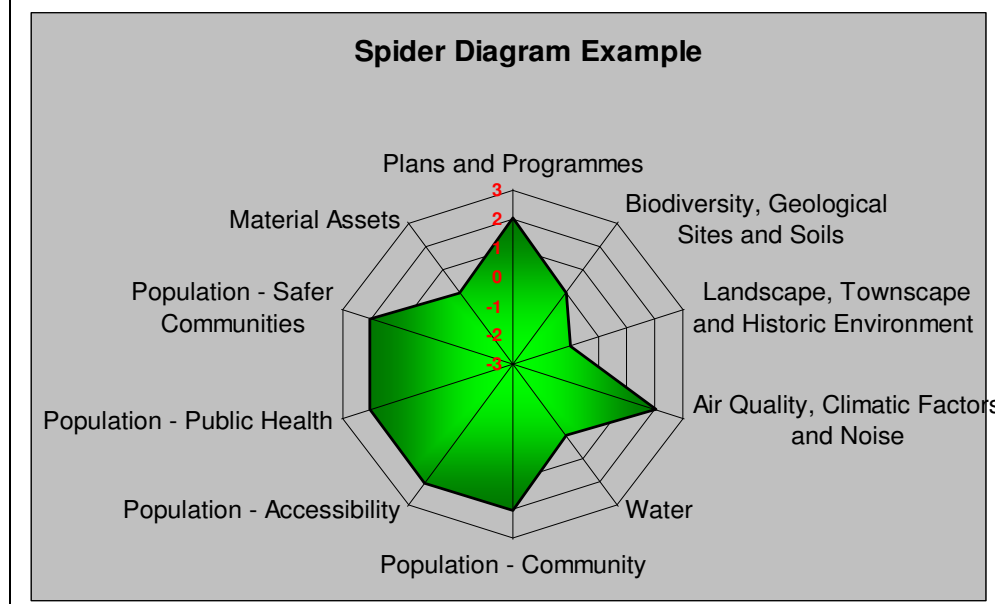 Spider Diagram Example
Plans and Programmes
Biodiversity, Geological
Sites and Soils
Landscape, Townscape
and Historic Environment
Air Quality, Climatic Factors
and Noise
Water
Population - Community
Population - Accessibility
Population - Public Health
Population - Safer
Communities
Material Assets
3
2
1
0
-1
-2
-3